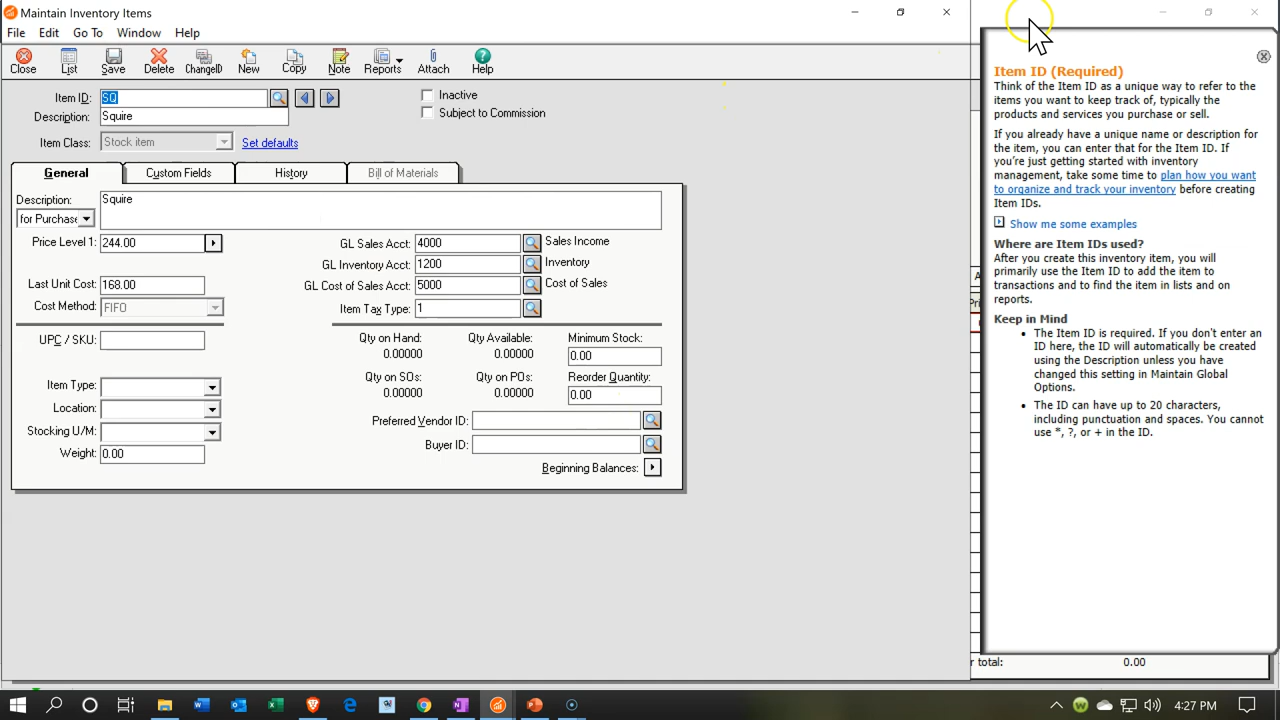 Maintain Inventory Items
File Edit Go To Window Help
Close List Save Delete ChangeID New Copy Note Reports Attach Help
Item ID: SQ
Inactive
Description: Squire
Subject to Commission
Item Class: Stock item Set defaults
General Custom Fields History Bill of Materials
Description: Squire
for Purchase
Price Level 1: 244.00
GL Sales Acct: 4000 Sales Income
GL Inventory Acct: 1200 Inventory
Last Unit Cost: 168.00
GL Cost of Sales Acct: 5000 Cost of Sales
Cost Method: FIFO
Item Tax Type: 1
UPC / SKU:
Qty on Hand: Qty Available: Minimum Stock:
0.00000 0.00000 0.00
Qty on SOs: Qty on POs: Reorder Quantity:
0.00000 0.00000 0.00
Item Type:
Location:
Stocking U/M:
Weight: 0.00
Preferred Vendor ID:
Buyer ID:
Beginning Balances:
Item ID (Required)
Think of the Item ID as a unique way to refer to the
items you want to keep track of, typically the
products and services you purchase or sell.
If you already have a unique name or description for
the item, you can enter that for the Item ID. If
you're just getting started with inventory
management, take some time to plan how you want
to organize and track your inventory before creating
Item IDs.
Show me some examples
Where are Item IDs used?
After you create this inventory item, you will
primarily use the Item ID to add the item to
transactions and to find the item in lists and on
reports.
Keep in Mind
• The Item ID is required. If you don't enter an
ID here, the ID will automatically be created
using the Description unless you have
changed this setting in Maintain Global
Options.
• The ID can have up to 20 characters,
including punctuation and spaces. You cannot
use *, ?, or + in the ID.
r total: 0.00
4:27 PM